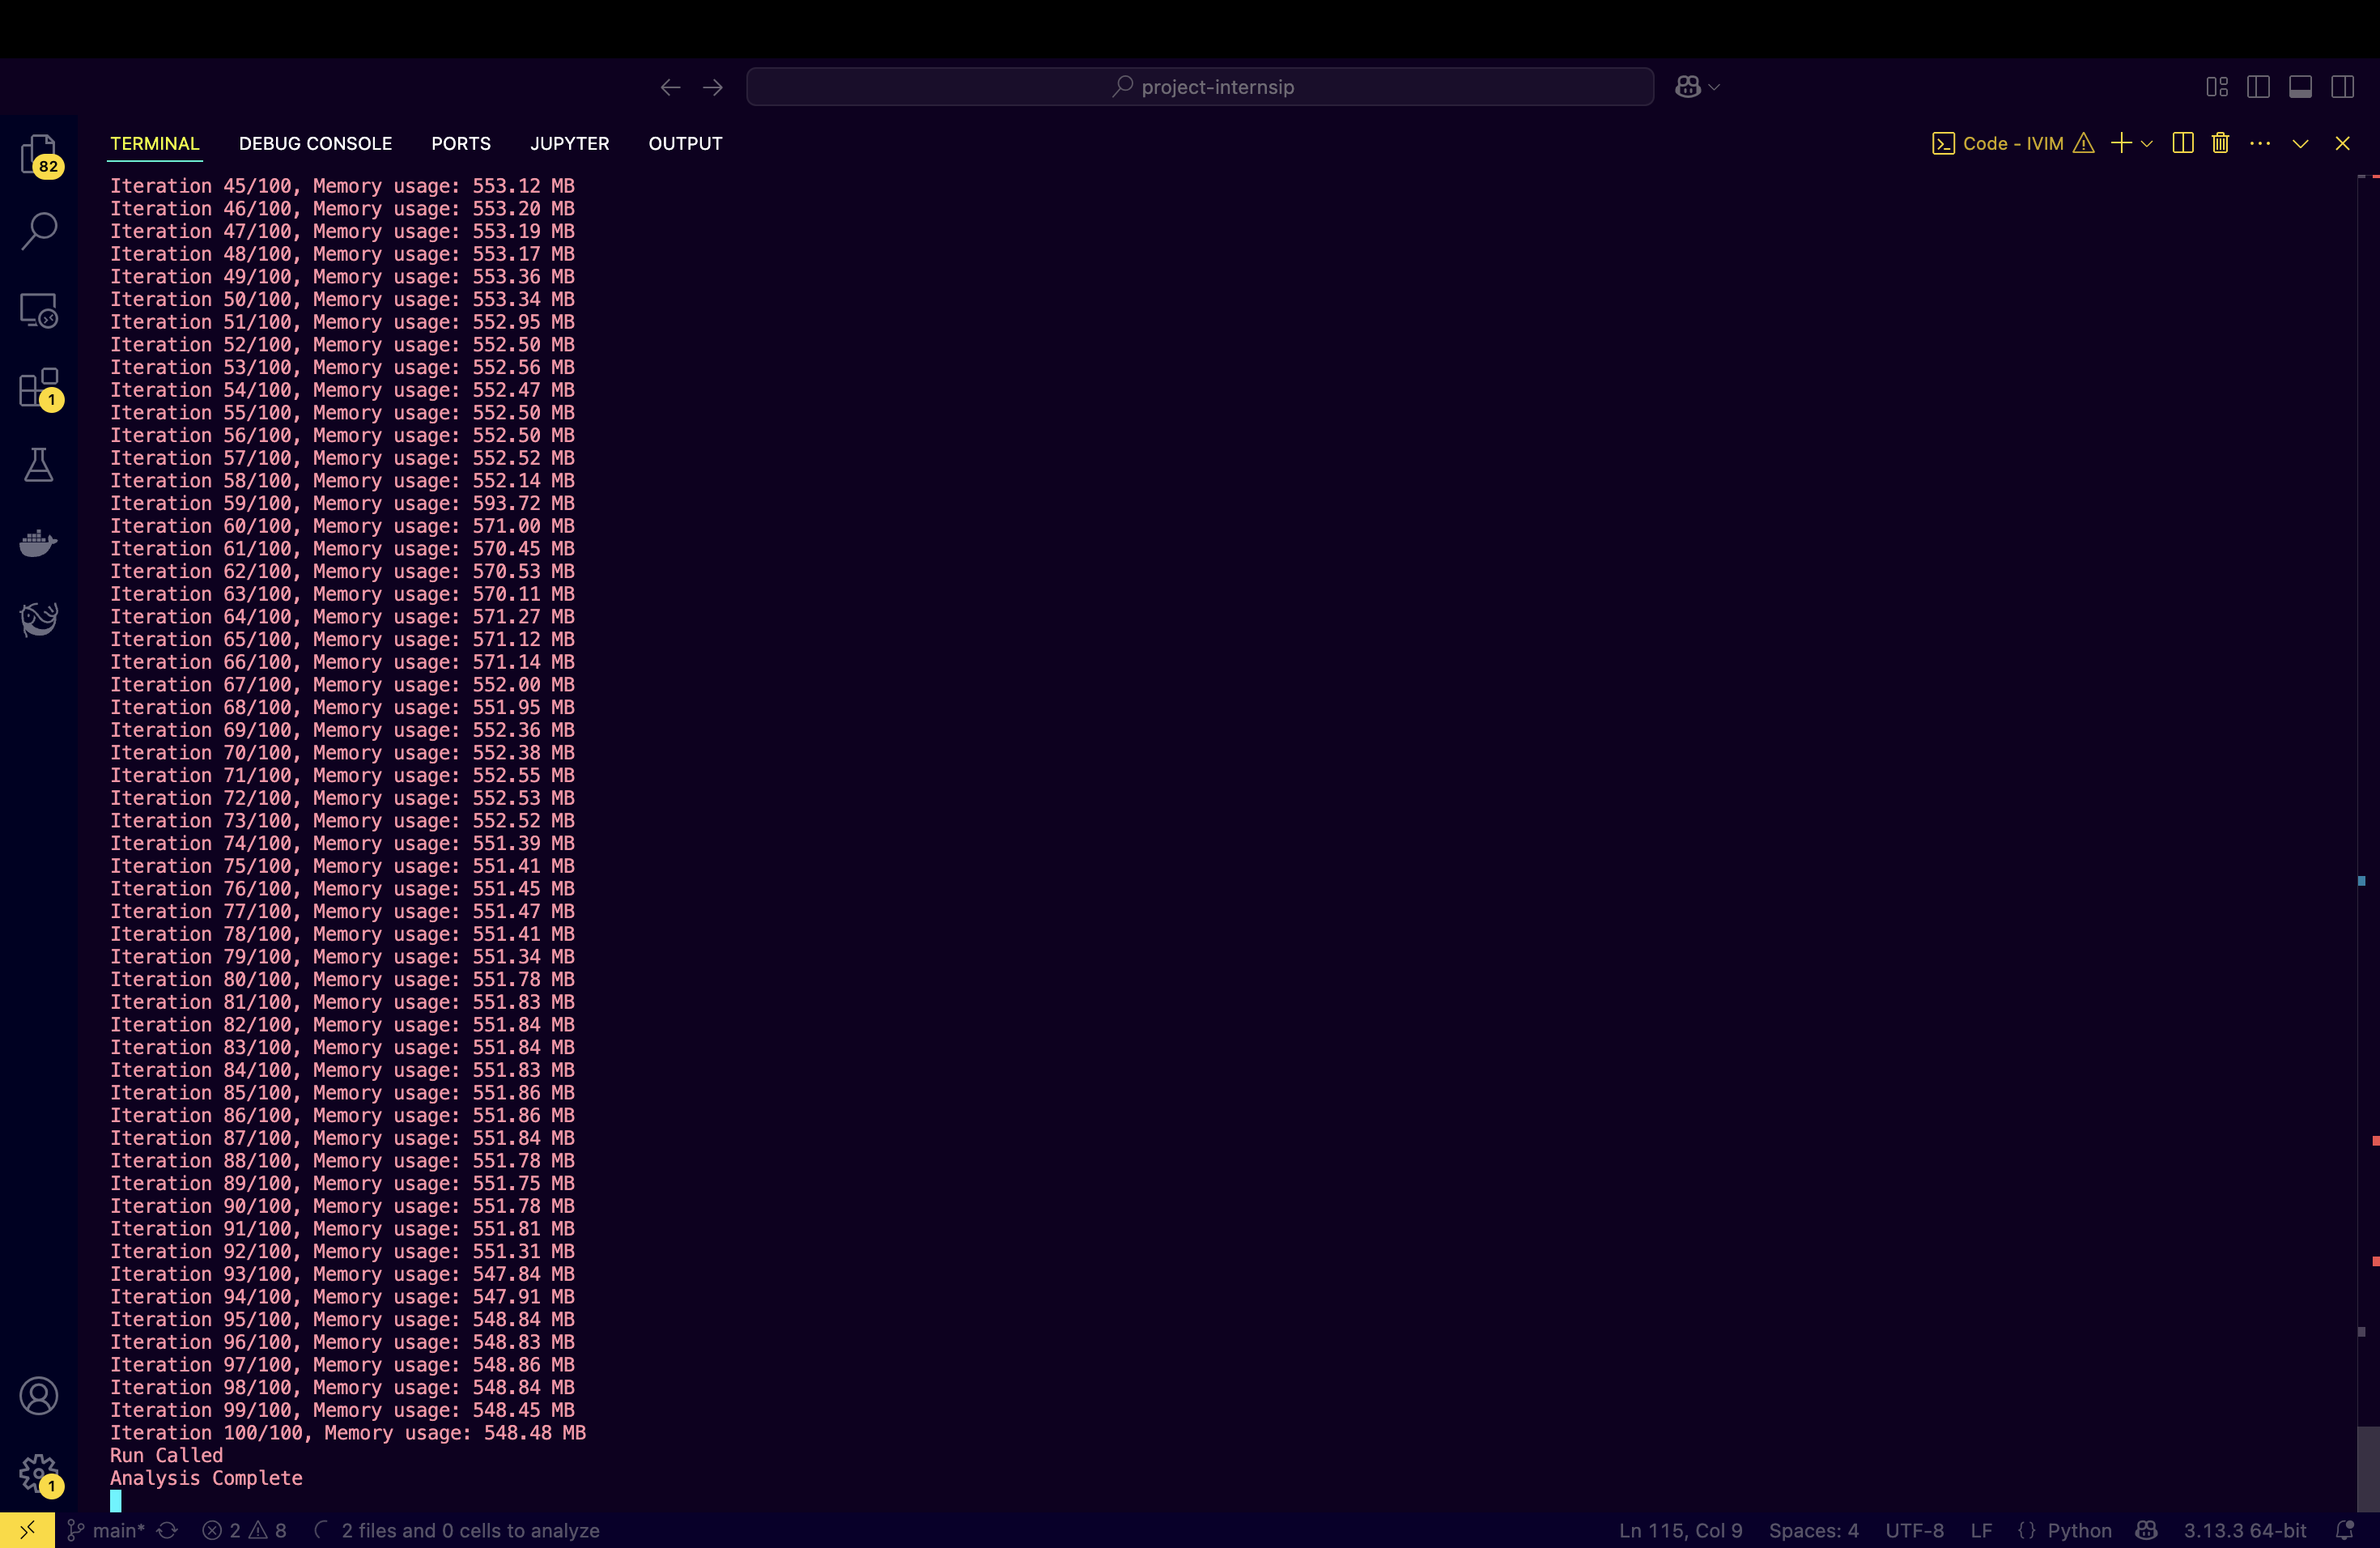 project-internsip
TERMINAL DEBUG CONSOLE PORTS JUPYTER OUTPUT Code - IVIM
82
1
1
Iteration 45/100, Memory usage: 553.12 MB
Iteration 46/100, Memory usage: 553.20 MB
Iteration 47/100, Memory usage: 553.19 MB
Iteration 48/100, Memory usage: 553.17 MB
Iteration 49/100, Memory usage: 553.36 MB
Iteration 50/100, Memory usage: 553.34 MB
Iteration 51/100, Memory usage: 552.95 MB
Iteration 52/100, Memory usage: 552.50 MB
Iteration 53/100, Memory usage: 552.56 MB
Iteration 54/100, Memory usage: 552.47 MB
Iteration 55/100, Memory usage: 552.50 MB
Iteration 56/100, Memory usage: 552.50 MB
Iteration 57/100, Memory usage: 552.52 MB
Iteration 58/100, Memory usage: 552.14 MB
Iteration 59/100, Memory usage: 593.72 MB
Iteration 60/100, Memory usage: 571.00 MB
Iteration 61/100, Memory usage: 570.45 MB
Iteration 62/100, Memory usage: 570.53 MB
Iteration 63/100, Memory usage: 570.11 MB
Iteration 64/100, Memory usage: 571.27 MB
Iteration 65/100, Memory usage: 571.12 MB
Iteration 66/100, Memory usage: 571.14 MB
Iteration 67/100, Memory usage: 552.00 MB
Iteration 68/100, Memory usage: 551.95 MB
Iteration 69/100, Memory usage: 552.36 MB
Iteration 70/100, Memory usage: 552.38 MB
Iteration 71/100, Memory usage: 552.55 MB
Iteration 72/100, Memory usage: 552.53 MB
Iteration 73/100, Memory usage: 552.52 MB
Iteration 74/100, Memory usage: 551.39 MB
Iteration 75/100, Memory usage: 551.41 MB
Iteration 76/100, Memory usage: 551.45 MB
Iteration 77/100, Memory usage: 551.47 MB
Iteration 78/100, Memory usage: 551.41 MB
Iteration 79/100, Memory usage: 551.34 MB
Iteration 80/100, Memory usage: 551.78 MB
Iteration 81/100, Memory usage: 551.83 MB
Iteration 82/100, Memory usage: 551.84 MB
Iteration 83/100, Memory usage: 551.84 MB
Iteration 84/100, Memory usage: 551.83 MB
Iteration 85/100, Memory usage: 551.86 MB
Iteration 86/100, Memory usage: 551.86 MB
Iteration 87/100, Memory usage: 551.84 MB
Iteration 88/100, Memory usage: 551.78 MB
Iteration 89/100, Memory usage: 551.75 MB
Iteration 90/100, Memory usage: 551.78 MB
Iteration 91/100, Memory usage: 551.81 MB
Iteration 92/100, Memory usage: 551.31 MB
Iteration 93/100, Memory usage: 547.84 MB
Iteration 94/100, Memory usage: 547.91 MB
Iteration 95/100, Memory usage: 548.84 MB
Iteration 96/100, Memory usage: 548.83 MB
Iteration 97/100, Memory usage: 548.86 MB
Iteration 98/100, Memory usage: 548.84 MB
Iteration 99/100, Memory usage: 548.45 MB
Iteration 100/100, Memory usage: 548.48 MB
Run Called
Analysis Complete
main* 2 8 2 files and 0 cells to analyze Ln 115, Col 9 Spaces: 4 UTF-8 LF {} Python 3.13.3 64-bit